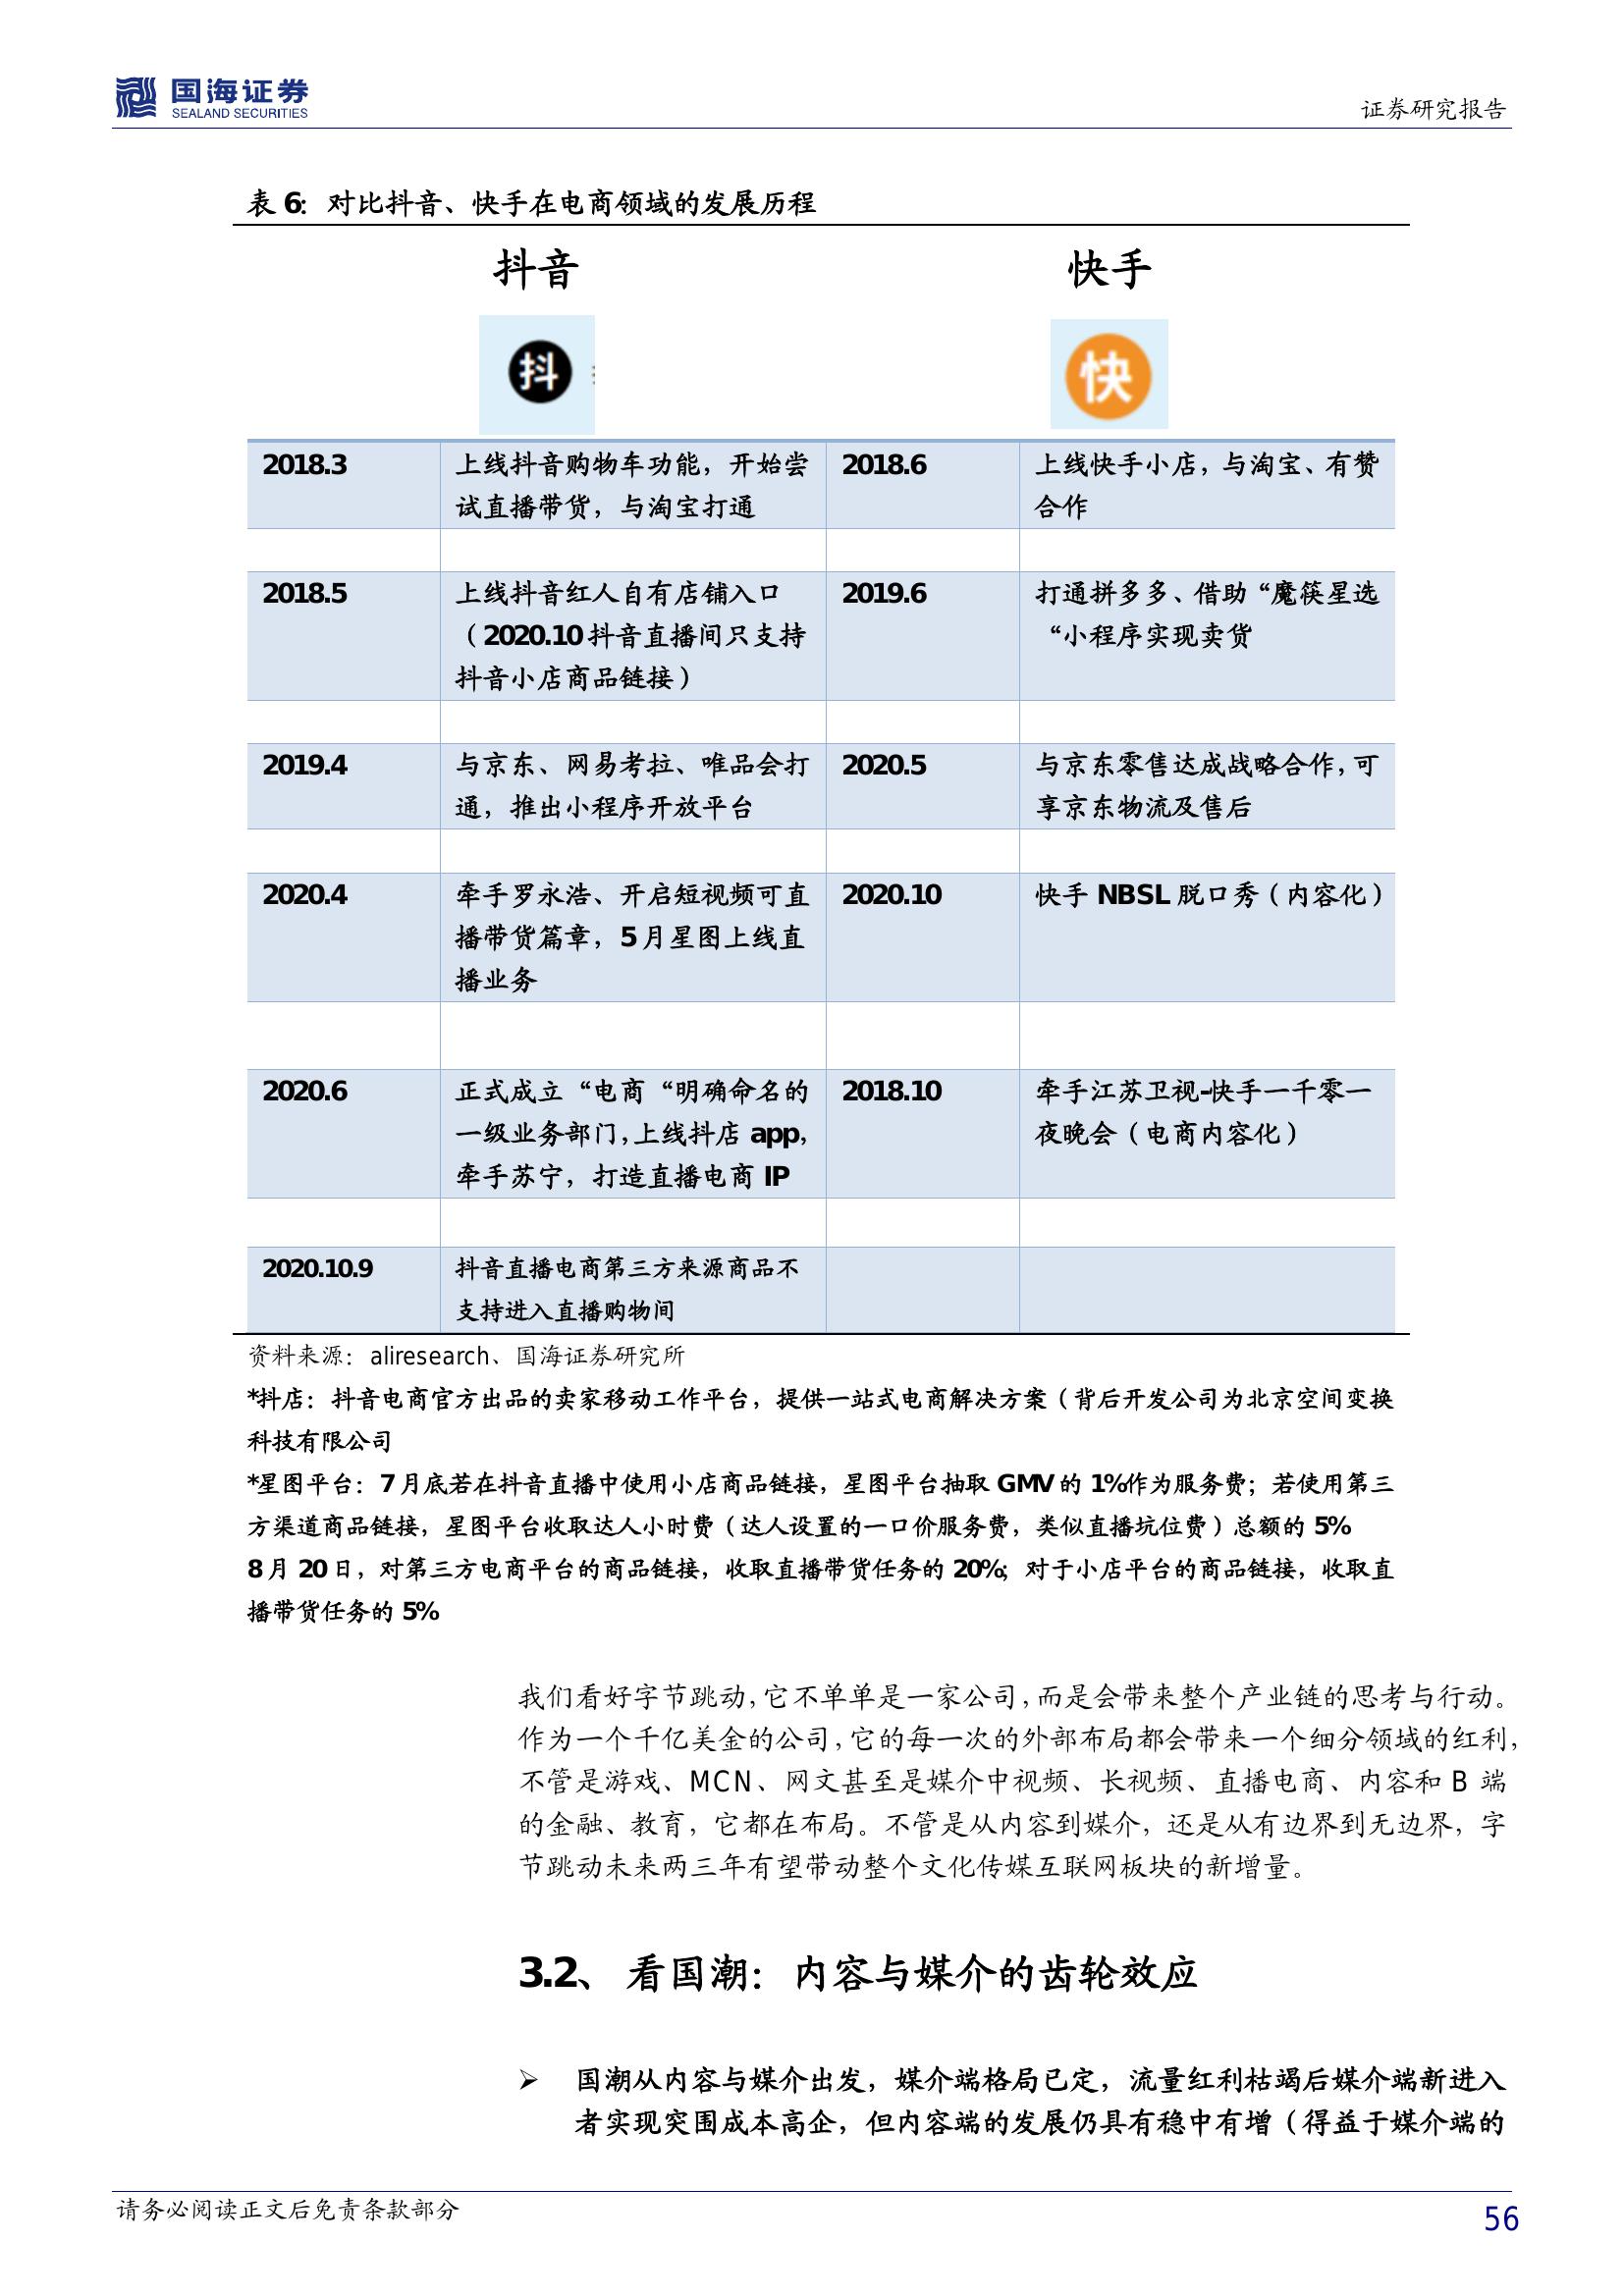 国海证券
SEALAND SECURITIES
证券研究报告
表 6：对比抖音、快手在电商领域的发展历程
抖音
快手
抖
快
2018.3
上线抖音购物车功能，开始尝
试直播带货，与淘宝打通
2018.6
上线快手小店，与淘宝、有赞
合作
2018.5
上线抖音红人自有店铺入口
（2020.10 抖音直播间只支持
抖音小店商品链接）
2019.6
打通拼多多、借助“魔筷星选
“小程序实现卖货
2019.4
与京东、网易考拉、唯品会打
通，推出小程序开放平台
2020.5
与京东零售达成战略合作，可
享京东物流及售后
2020.4
牵手罗永浩、开启短视频可直
播带货篇章，5 月星图上线直
播业务
2020.10
快手 NBSL 脱口秀（内容化）
2020.6
正式成立“电商“明确命名的
一级业务部门，上线抖店 app，
牵手苏宁，打造直播电商 IP
2018.10
牵手江苏卫视-快手一千零一
夜晚会（电商内容化）
2020.10.9
抖音直播电商第三方来源商品不
支持进入直播购物间
资料来源：aliresearch、国海证券研究所
*抖店：抖音电商官方出品的卖家移动工作平台，提供一站式电商解决方案（背后开发公司为北京空间变换
科技有限公司
*星图平台：7 月底若在抖音直播中使用小店商品链接，星图平台抽取 GMV 的 1%作为服务费；若使用第三
方渠道商品链接，星图平台收取达人小时费（达人设置的一口价服务费，类似直播坑位费）总额的 5%
8 月 20 日，对第三方电商平台的商品链接，收取直播带货任务的 20%；对于小店平台的商品链接，收取直
播带货任务的 5%
我们看好字节跳动，它不单单是一家公司，而是会带来整个产业链的思考与行动。
作为一个千亿美金的公司，它的每一次的外部布局都会带来一个细分领域的红利，
不管是游戏、MCN、网文甚至是媒介中视频、长视频、直播电商、内容和 B 端
的金融、教育，它都在布局。不管是从内容到媒介，还是从有边界到无边界，字
节跳动未来两三年有望带动整个文化传媒互联网板块的新增量。
3.2、 看国潮：内容与媒介的齿轮效应
➢ 国潮从内容与媒介出发，媒介端格局已定，流量红利枯竭后媒介端新进入
者实现突围成本高企，但内容端的发展仍具有稳中有增（得益于媒介端的
请务必阅读正文后免责条款部分
56